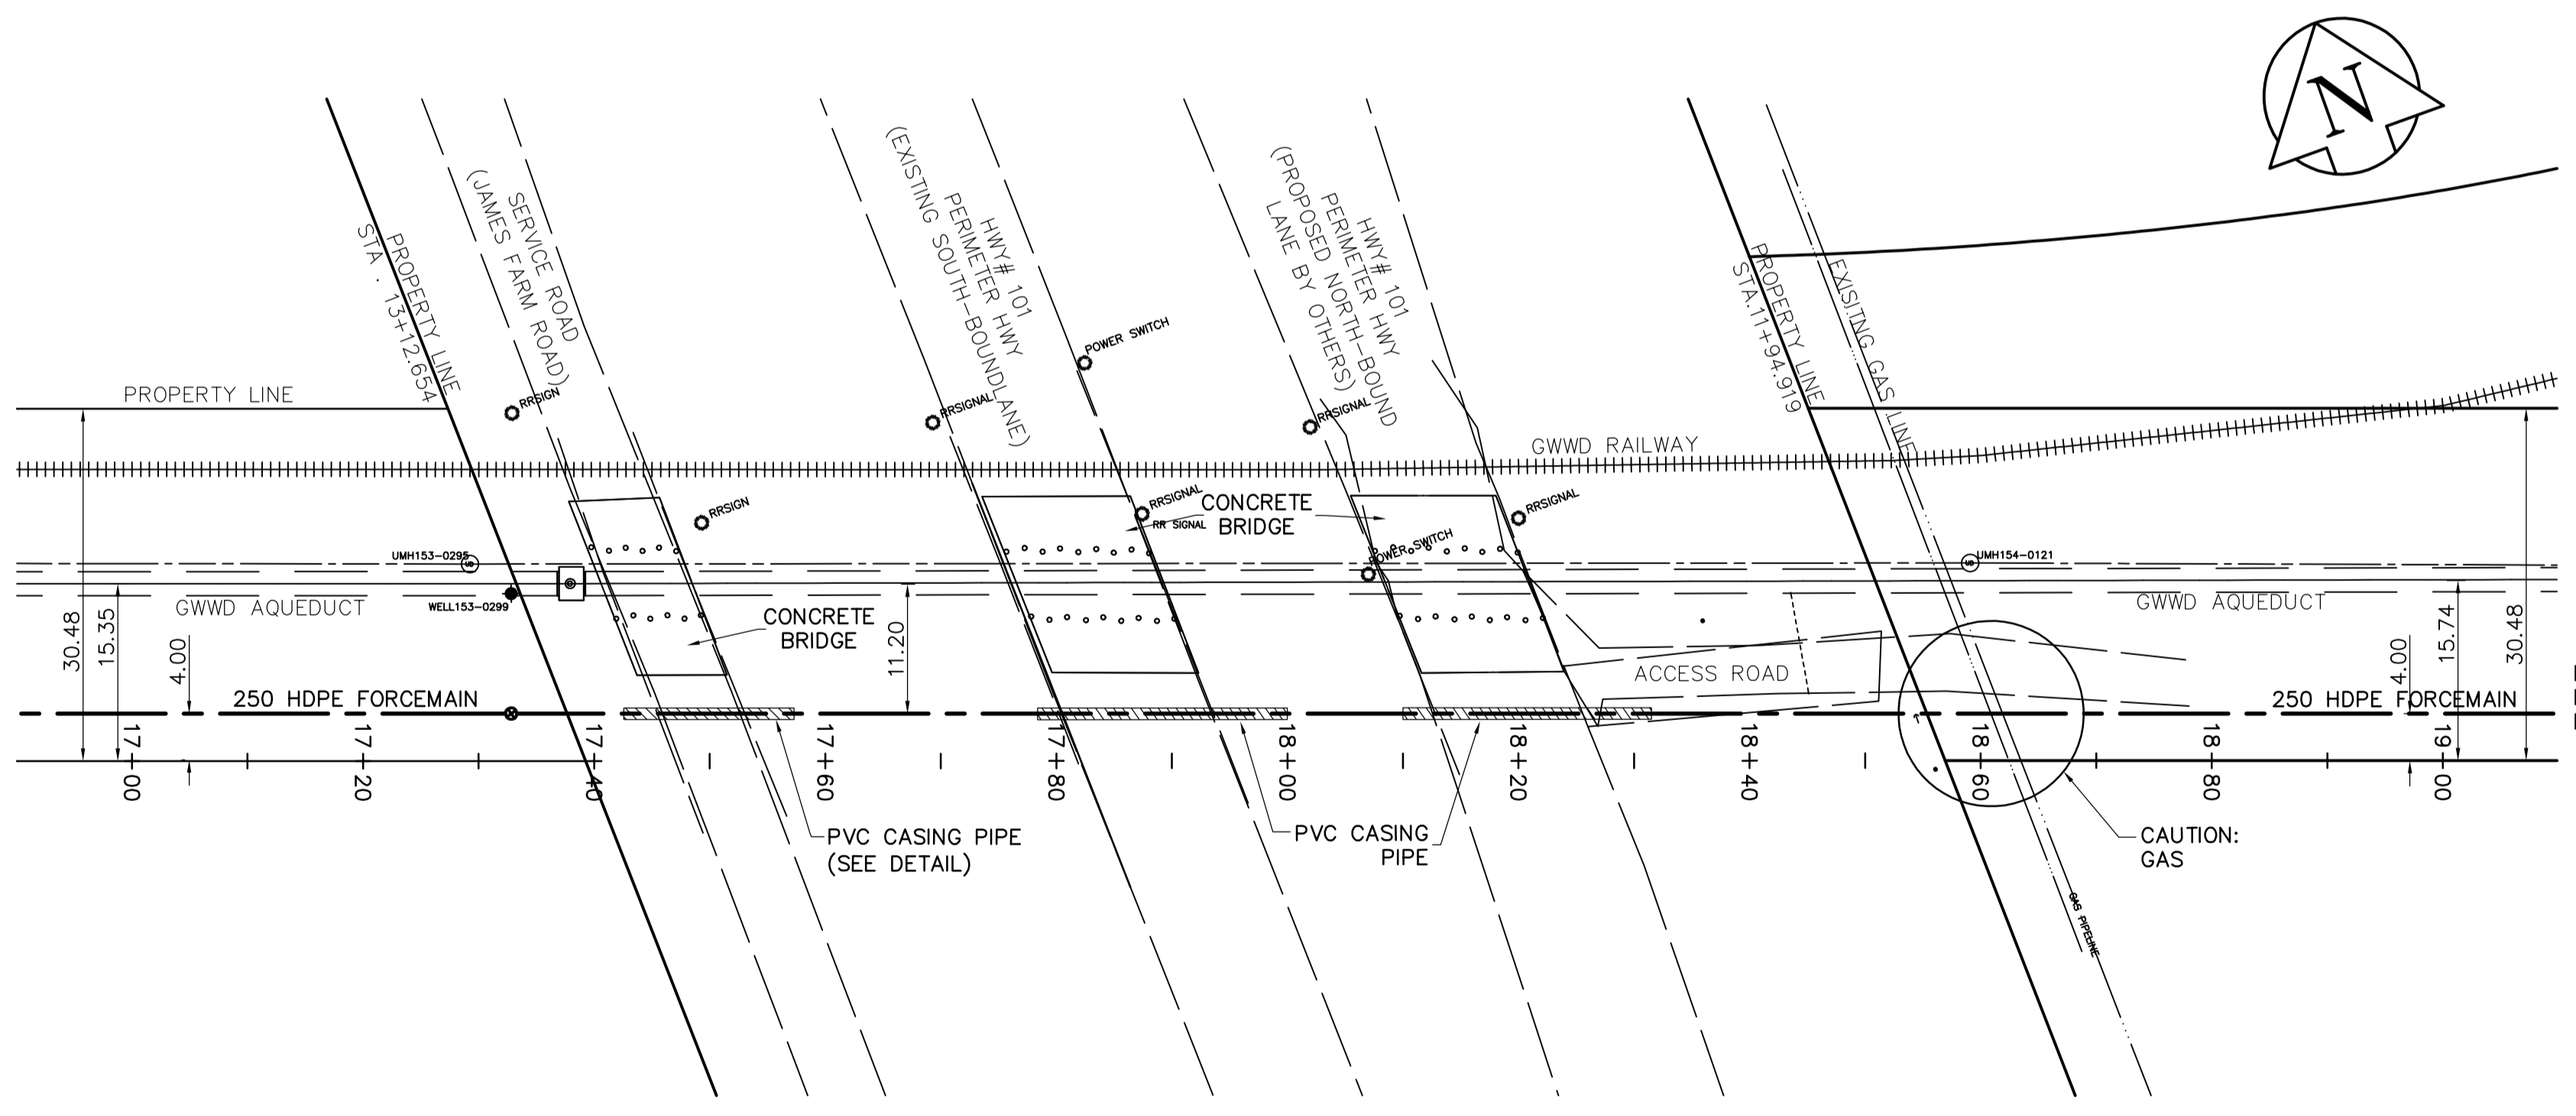 N
PROPERTY LINE
STA . 13+12.654
SERVICE ROAD
(JAMES FARM ROAD)
HWY# 101
PERIMETER HWY
(EXISTING SOUTH-BOUNDLANE)
HWY# 101
PERIMETER HWY
(PROPOSED NORTH-BOUND
LANE BY OTHERS)
PROPERTY LINE
STA.11+94.919
EXISITNG GAS LINE
POWER SWITCH
PROPERTY LINE
RRSIGN
RRSIGNAL
RRSIGNAL
GWWD RAILWAY
RRSIGN
RRSIGNAL
RR SIGNAL
CONCRETE
BRIDGE
RRSIGNAL
POWER SWITCH
UMH153-0295
UD
UMH154-0121
UD
WELL153-0299
GWWD AQUEDUCT
GWWD AQUEDUCT
CONCRETE
BRIDGE
30.48
15.35
4.00
11.20
4.00
15.74
30.48
ACCESS ROAD
250 HDPE FORCEMAIN
250 HDPE FORCEMAIN
17+00
17+20
17+40
17+60
17+80
18+00
18+20
18+40
18+60
18+80
19+00
PVC CASING PIPE
(SEE DETAIL)
PVC CASING
PIPE
CAUTION:
GAS
GAS PIPELINE